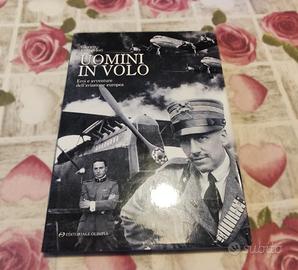 UOMINI
IN VOLO
Eroi e avventure
dell'aviazione europea
EDITORIALE OLIMPIA
subito